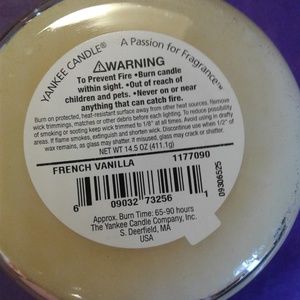 YANKEE CANDLE® A Passion for Fragrance™
⚠WARNING
To Prevent Fire • Burn candle
within sight. • Out of reach of
children and pets. • Never on or near
anything that can catch fire.
Burn on protected, heat-resistant surface away from other heat sources. Remove
wick trimmings, matches or other debris before each lighting. To reduce possibility
of smoking or sooting keep wick trimmed to 1/8" at all times. Avoid using in drafty
areas. If flame smokes, extinguish and shorten wick. Discontinue use when 1/2" of
wax remains, as glass may shatter. If misused, glass may crack or shatter.
NET WT 14.5 OZ (411.1g)
FRENCH VANILLA 1177090
6 09032 73256 1
09306525
Approx. Burn Time: 65-90 hours
The Yankee Candle Company, Inc.
S. Deerfield, MA
USA